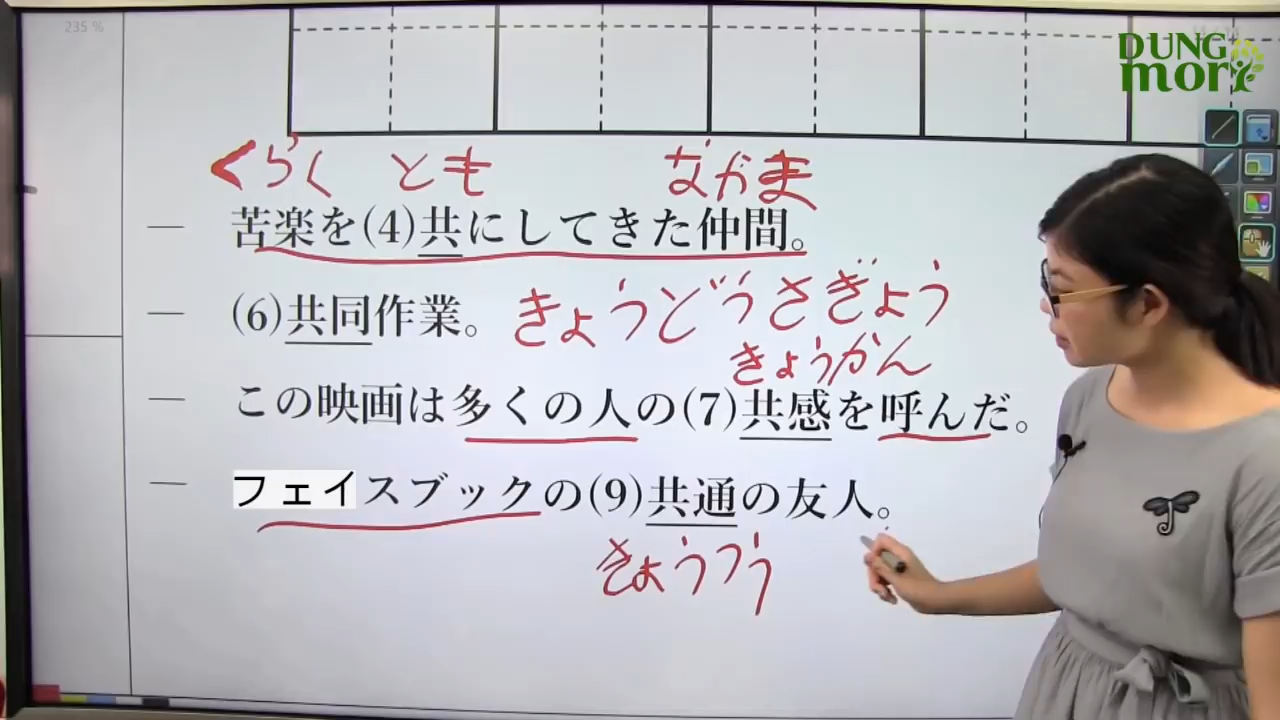 235 %
DUNG
mori
くらく とも なかま
苦楽を(4)共にしてきた仲間。
(6)共同作業。 きょうどうさぎょう
きょうかん
この映画は多くの人の(7)共感を呼んだ。
フェイスブックの(9)共通の友人。
きょうつう